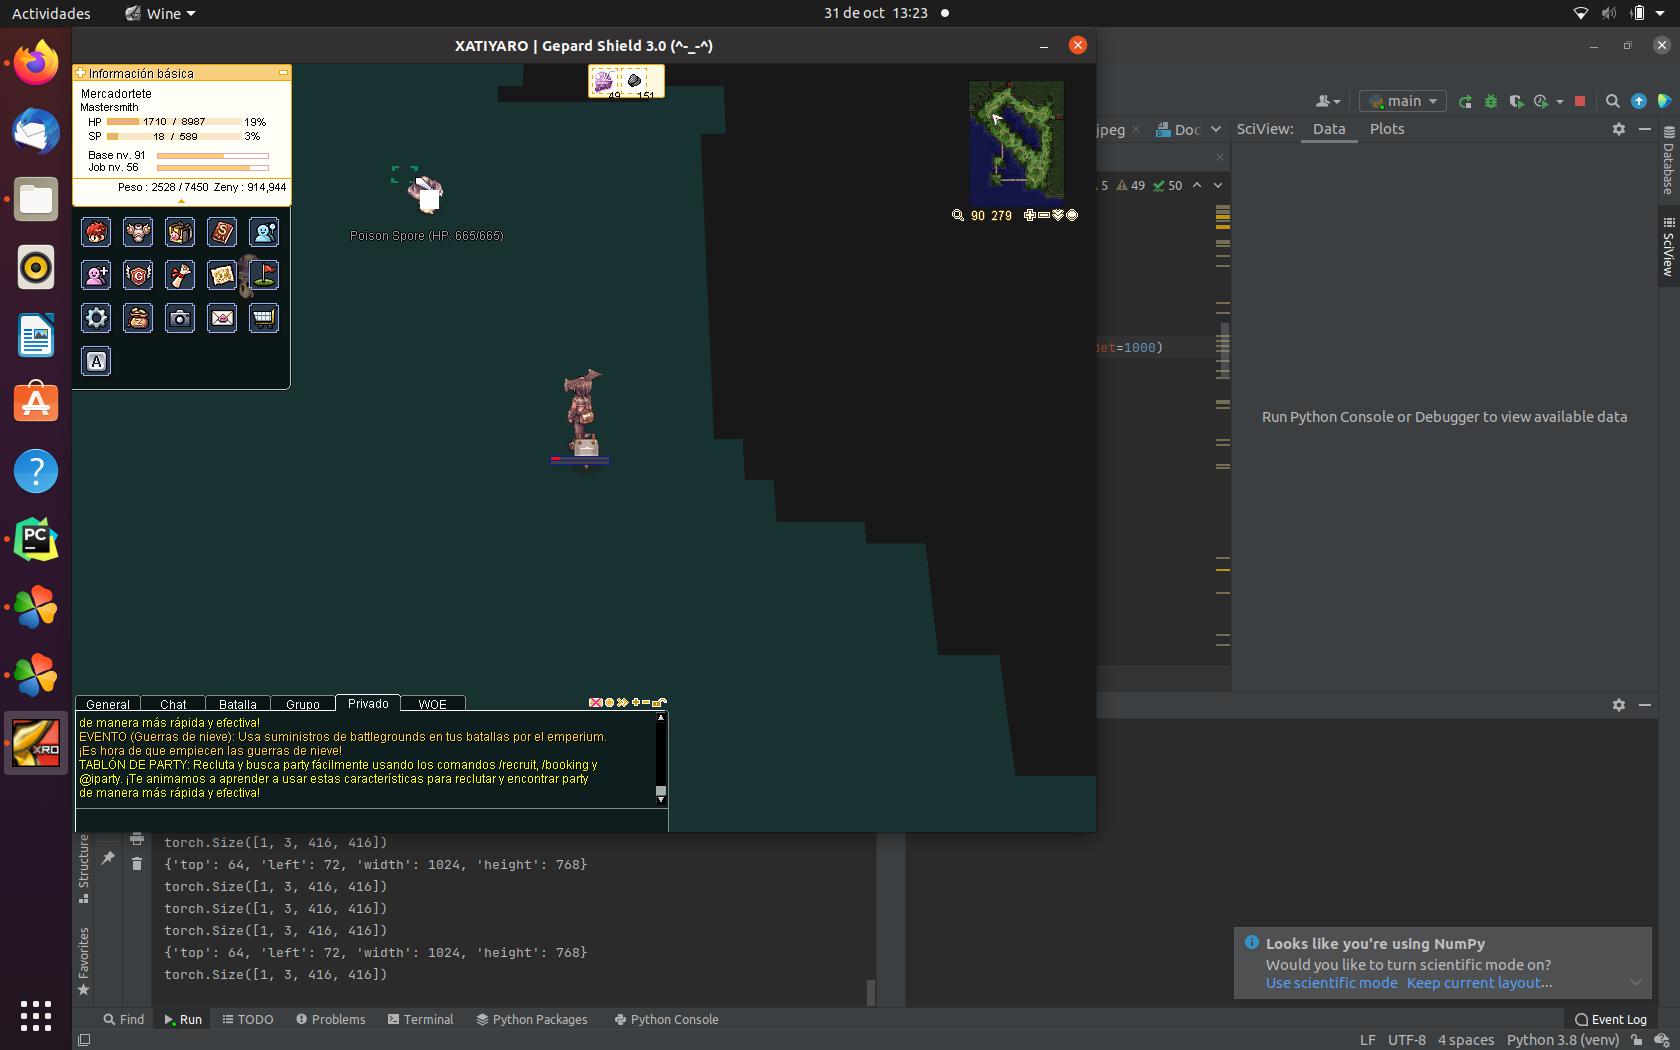 Actividades
Wine
31 de oct 13:23
XATIYARO | Gepard Shield 3.0 (^-_-^)
Información básica
Mercadortete
Mastersmith
HP 1710 / 8987 19%
SP 18 / 589 3%
Base nv. 91
Job nv. 56
Peso : 2528 / 7450 Zeny : 914,944
49 151
90 279
Poison Spore (HP: 665/665)
A
General Chat Batalla Grupo Privado WOE
de manera más rápida y efectiva!
EVENTO (Guerras de nieve): Usa suministros de battlegrounds en tus batallas por el emperium.
¡Es hora de que empiecen las guerras de nieve!
TABLÓN DE PARTY: Recluta y busca party fácilmente usando los comandos /recruit, /booking y
@iparty. ¡Te animamos a aprender a usar estas características para reclutar y encontrar party
de manera más rápida y efectiva!
main
jpeg Doc
SciView: Data Plots
5 49 50
det=1000)
Run Python Console or Debugger to view available data
Database
SciView
PC
XRO
Structure
Favorites
torch.Size([1, 3, 416, 416])
{'top': 64, 'left': 72, 'width': 1024, 'height': 768}
torch.Size([1, 3, 416, 416])
torch.Size([1, 3, 416, 416])
torch.Size([1, 3, 416, 416])
{'top': 64, 'left': 72, 'width': 1024, 'height': 768}
torch.Size([1, 3, 416, 416])
Looks like you're using NumPy
Would you like to turn scientific mode on?
Use scientific mode Keep current layout...
Find Run TODO Problems Terminal Python Packages Python Console
Event Log
LF UTF-8 4 spaces Python 3.8 (venv)